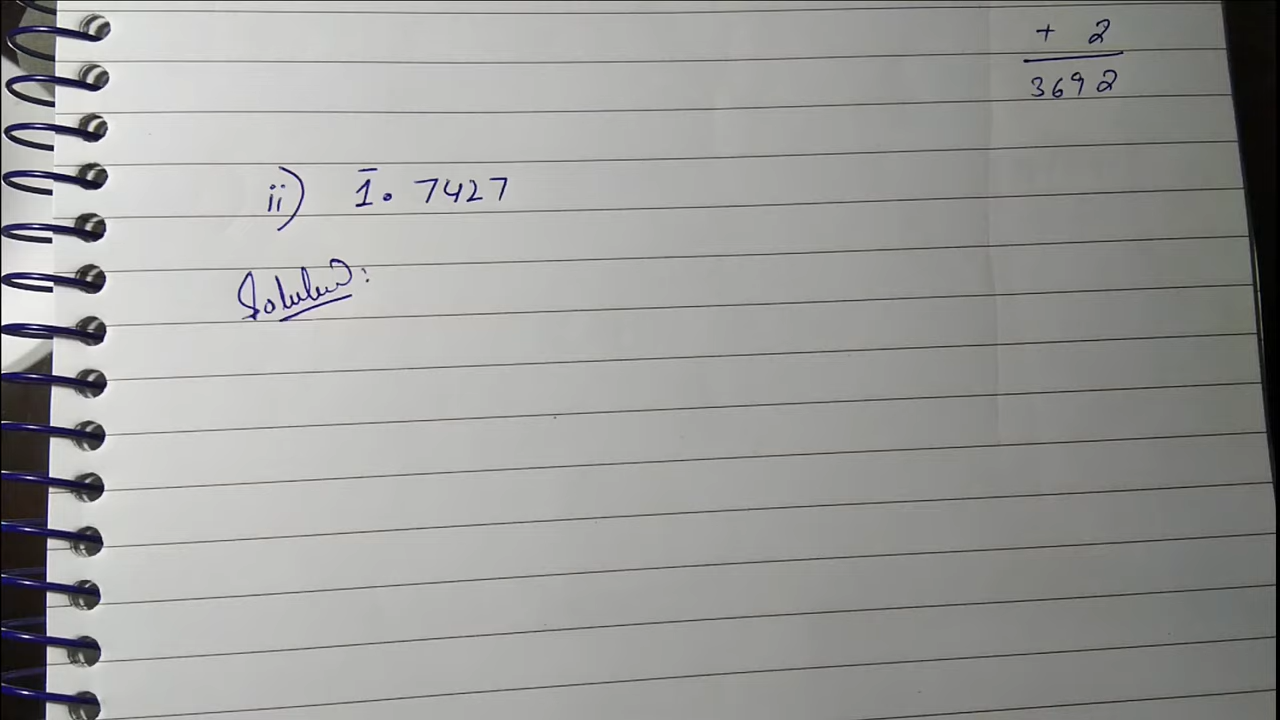 + 2
3692
ii) 1̄. 7427
Solution: